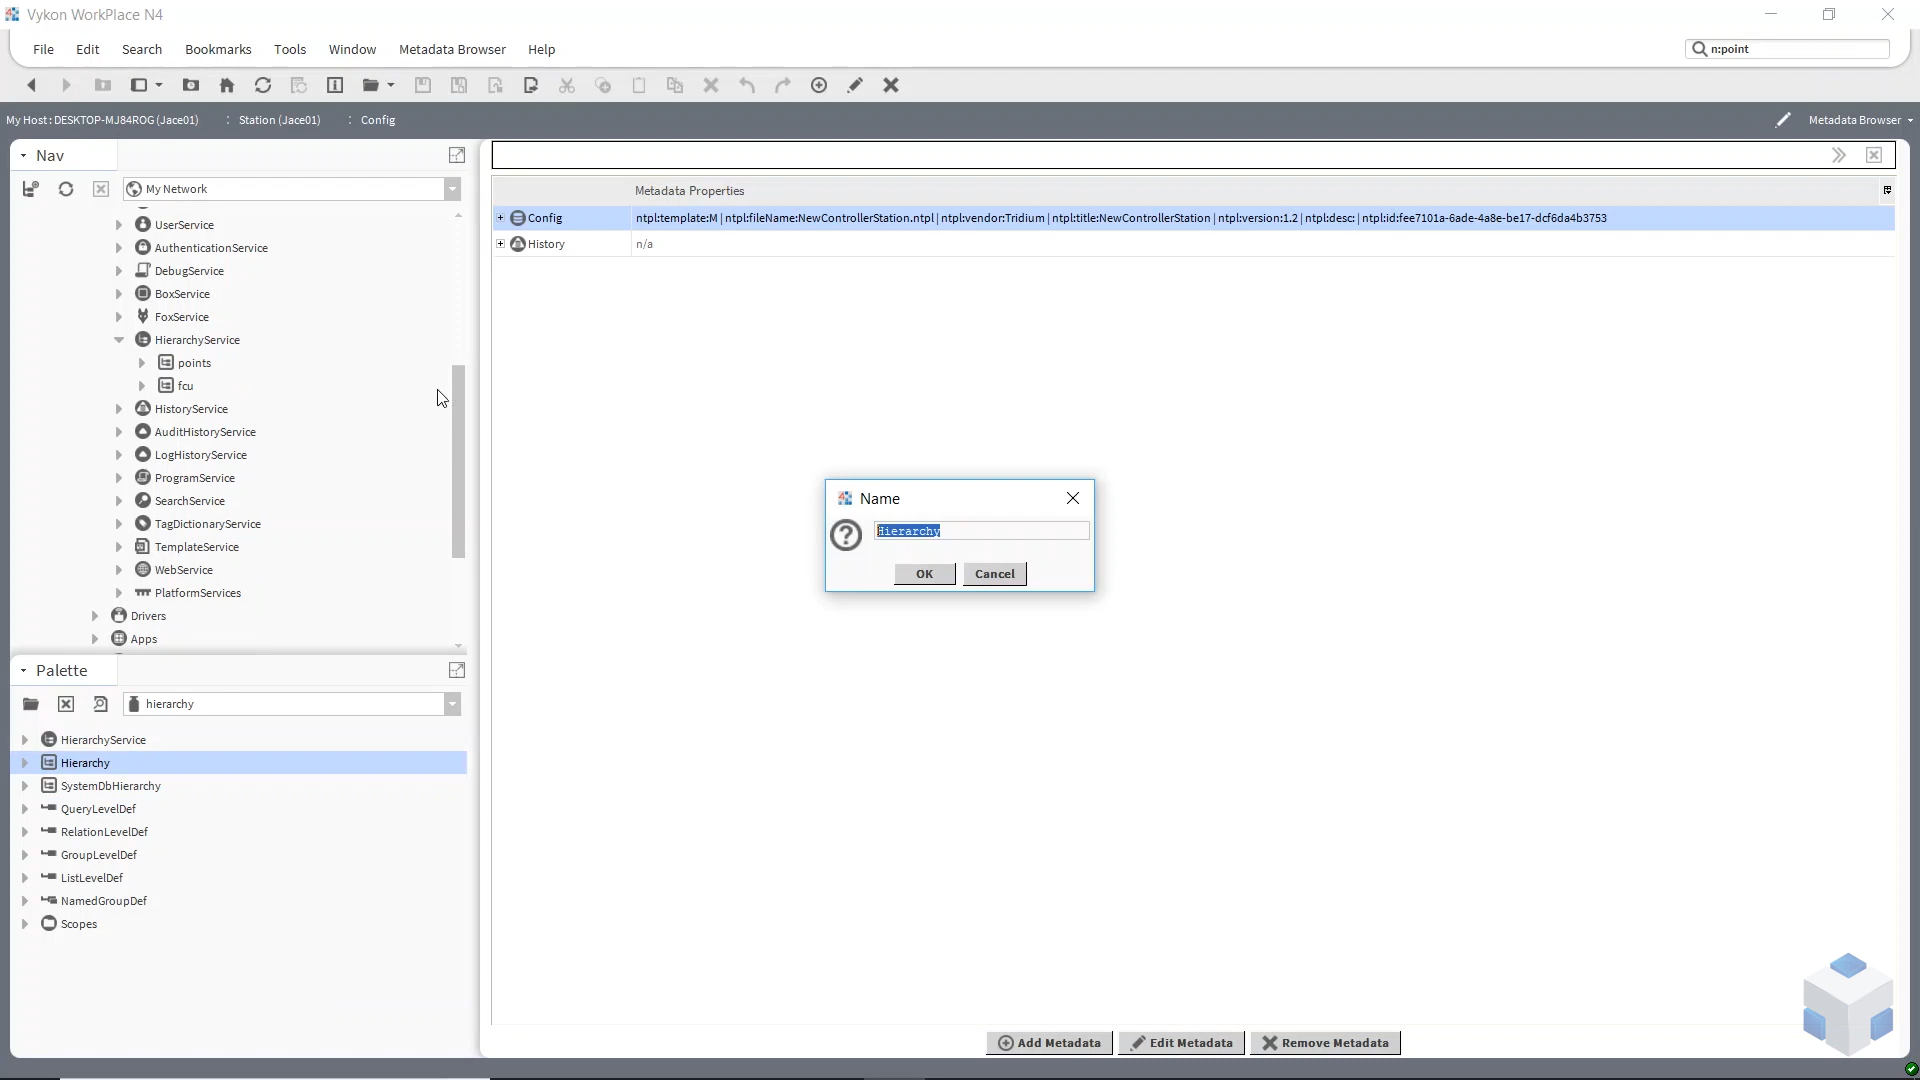 Vykon WorkPlace N4
File Edit Search Bookmarks Tools Window Metadata Browser Help
n:point
My Host : DESKTOP-MJ84ROG (Jace01) : Station (Jace01) : Config
Metadata Browser
Nav
My Network
UserService
AuthenticationService
DebugService
BoxService
FoxService
HierarchyService
points
fcu
HistoryService
AuditHistoryService
LogHistoryService
ProgramService
SearchService
TagDictionaryService
TemplateService
WebService
PlatformServices
Drivers
Apps
Palette
hierarchy
HierarchyService
Hierarchy
SystemDbHierarchy
QueryLevelDef
RelationLevelDef
GroupLevelDef
ListLevelDef
NamedGroupDef
Scopes
Metadata Properties
Config ntpl:template:M | ntpl:fileName:NewControllerStation.ntpl | ntpl:vendor:Tridium | ntpl:title:NewControllerStation | ntpl:version:1.2 | ntpl:desc: | ntpl:id:fee7101a-6ade-4a8e-be17-dcf6da4b3753
History n/a
Name
Hierarchy
OK Cancel
Add Metadata Edit Metadata Remove Metadata